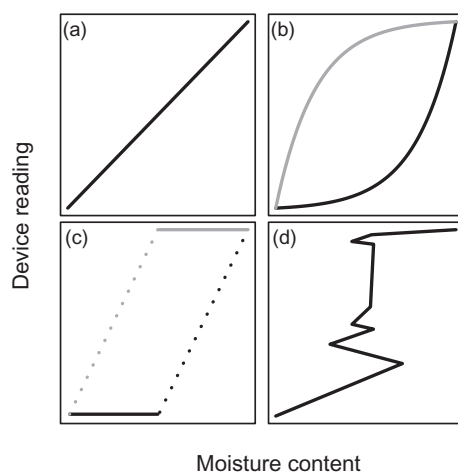 (a)
(b)
Device reading
(c)
(d)
Moisture content